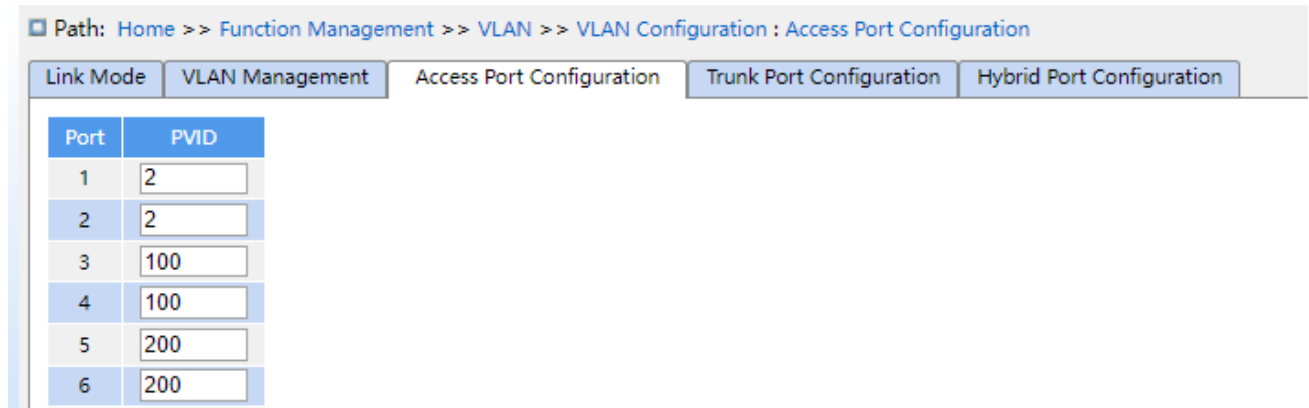 Path: Home >> Function Management >> VLAN >> VLAN Configuration : Access Port Configuration
Link Mode VLAN Management Access Port Configuration Trunk Port Configuration Hybrid Port Configuration
Port PVID
1 2
2 2
3 100
4 100
5 200
6 200